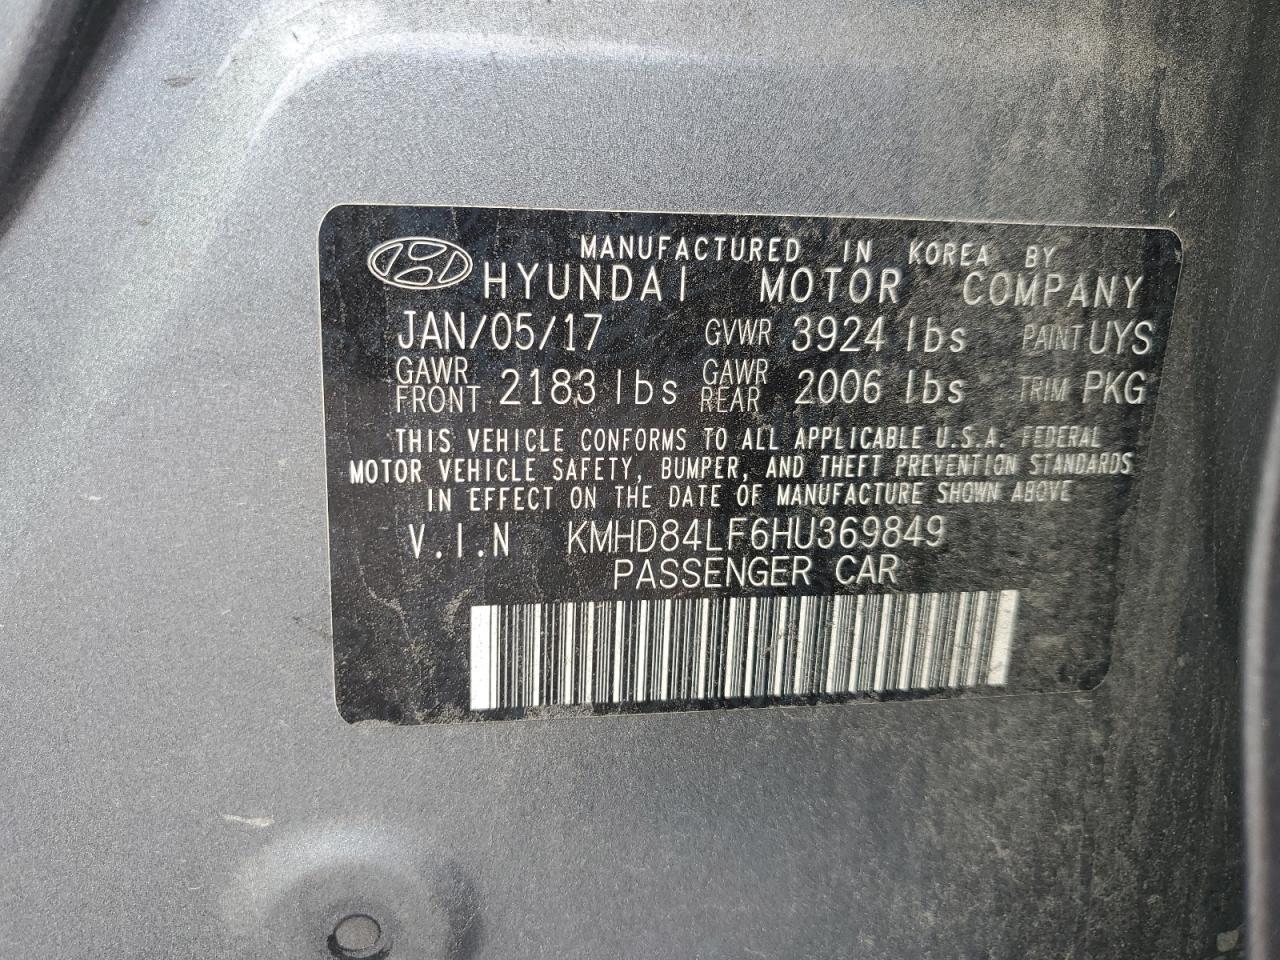 MANUFACTURED IN KOREA BY
HYUNDAI MOTOR COMPANY
JAN/05/17 GVWR 3924 lbs PAINT UYS
GAWR FRONT 2183 lbs GAWR REAR 2006 lbs TRIM PKG
THIS VEHICLE CONFORMS TO ALL APPLICABLE U.S.A. FEDERAL
MOTOR VEHICLE SAFETY, BUMPER, AND THEFT PREVENTION STANDARDS
IN EFFECT ON THE DATE OF MANUFACTURE SHOWN ABOVE
V.I.N KMHD84LF6HU369849
PASSENGER CAR